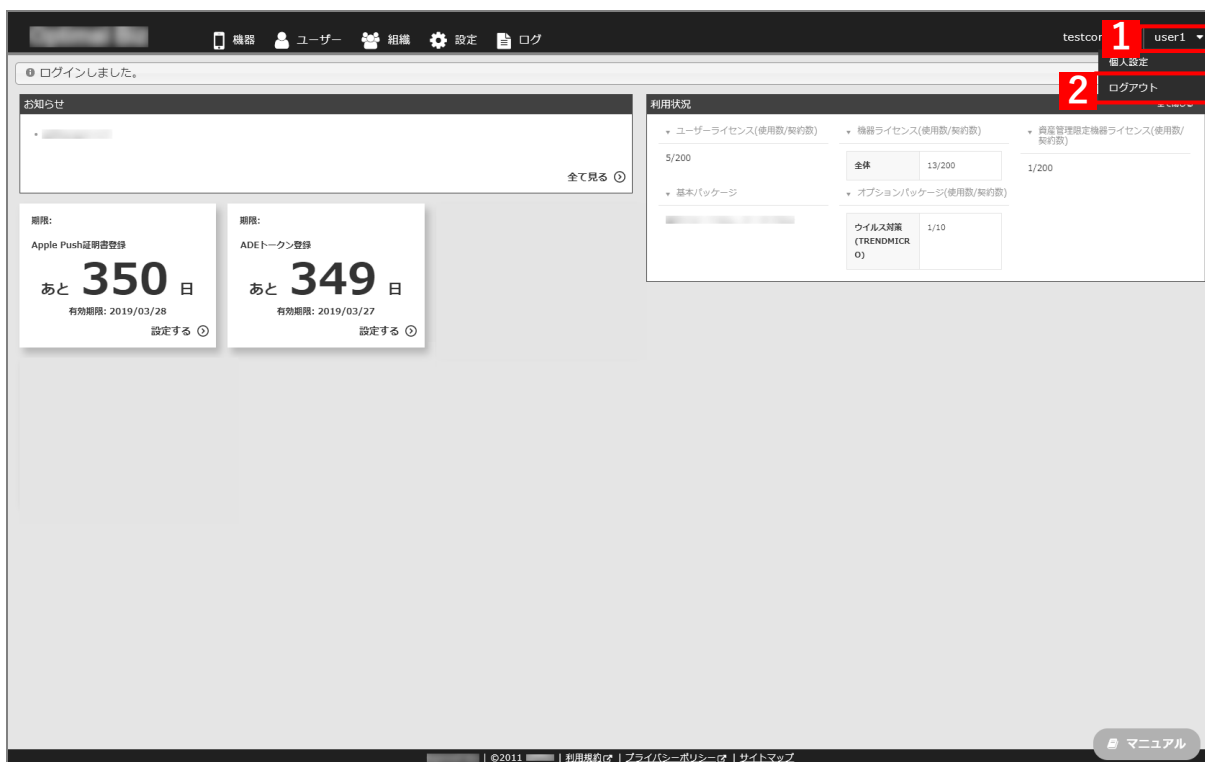 機器 ユーザー 組織 設定 ログ
testcor 1 user1
ログインしました。
個人設定
2 ログアウト
お知らせ
全て見る
利用状況
ユーザーライセンス(使用数/契約数)
5/200
基本パッケージ
機器ライセンス(使用数/契約数)
全体 13/200
オプションパッケージ(使用数/契約数)
ウイルス対策 1/10
(TRENDMICR
O)
資産管理限定機器ライセンス(使用数/
契約数)
1/200
期限:
Apple Push証明書登録
あと 350 日
有効期限: 2019/03/28
設定する
期限:
ADEトークン登録
あと 349 日
有効期限: 2019/03/27
設定する
マニュアル
| ©2011 | 利用規約 | プライバシーポリシー | サイトマップ